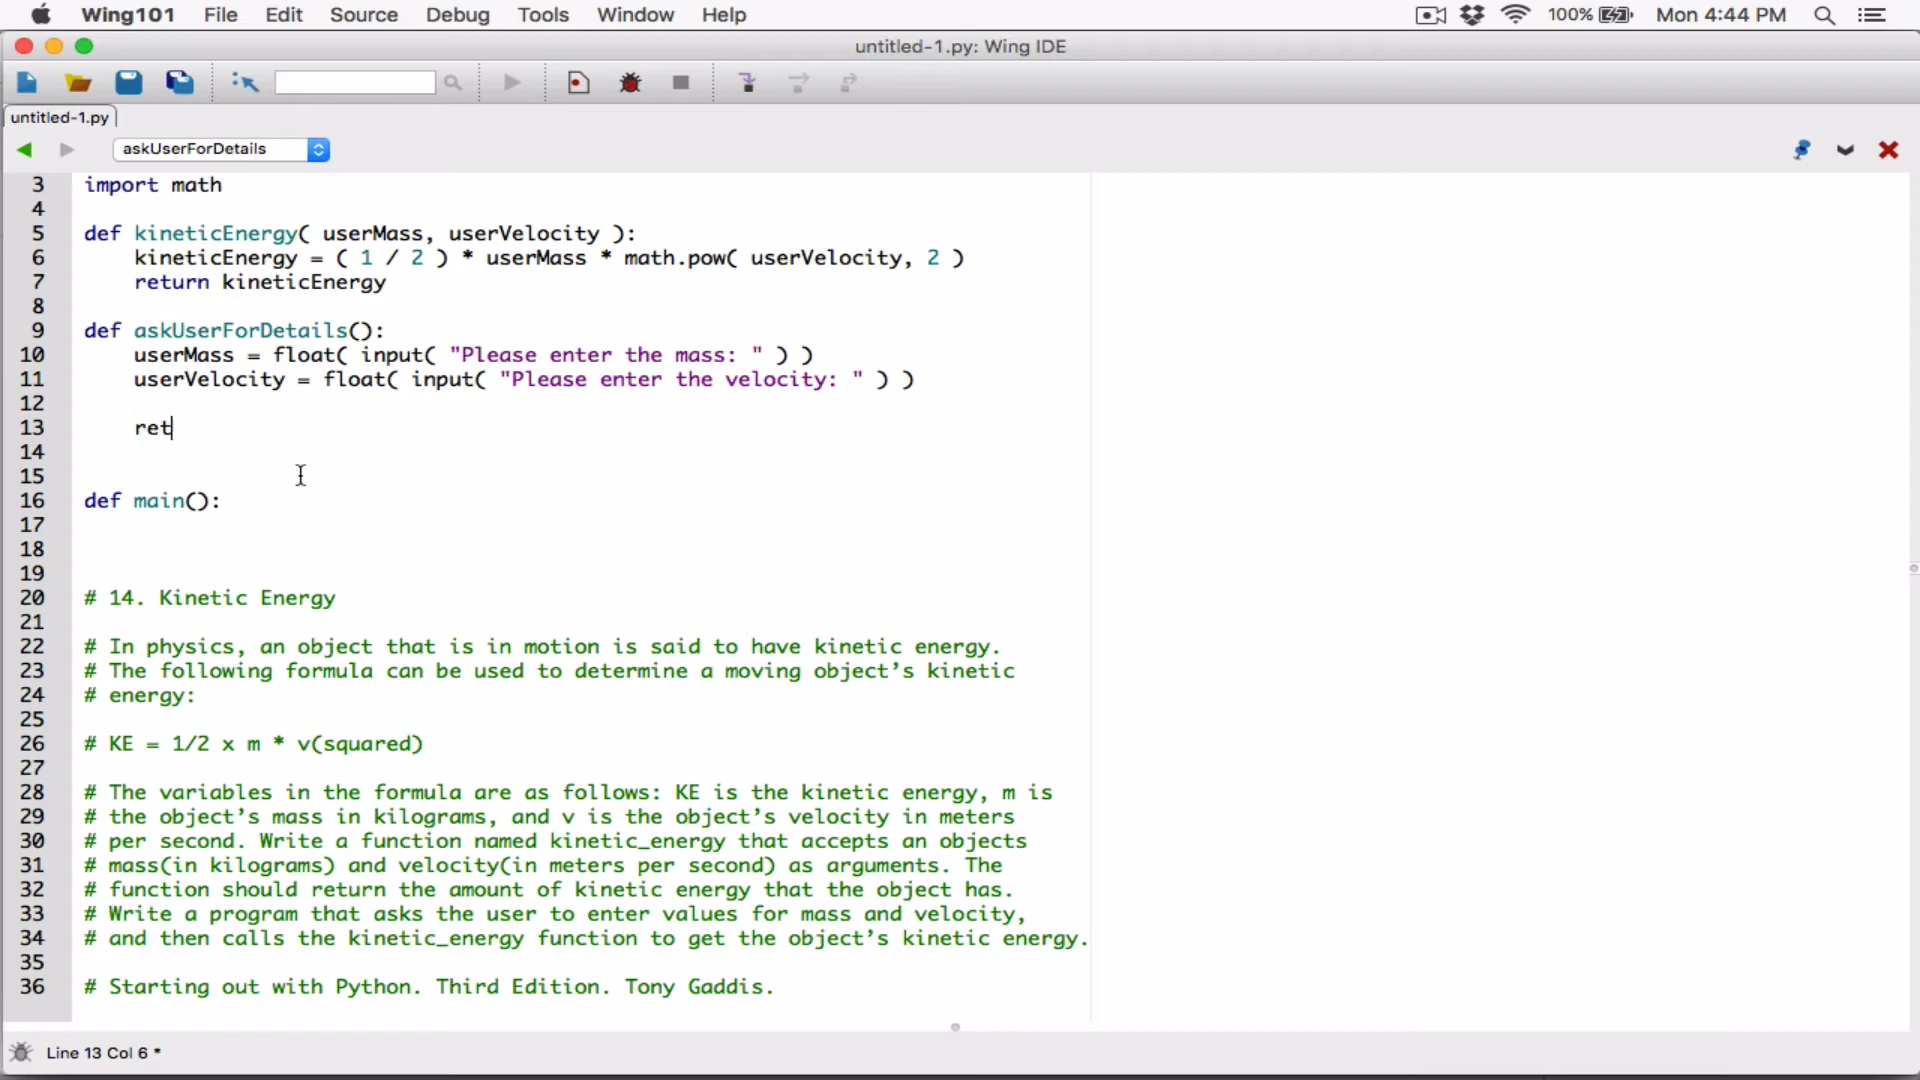 Wing101 File Edit Source Debug Tools Window Help 100% Mon 4:44 PM
untitled-1.py: Wing IDE
untitled-1.py
askUserForDetails
3 import math
4
5 def kineticEnergy( userMass, userVelocity ):
6 kineticEnergy = ( 1 / 2 ) * userMass * math.pow( userVelocity, 2 )
7 return kineticEnergy
8
9 def askUserForDetails():
10 userMass = float( input( "Please enter the mass: " ) )
11 userVelocity = float( input( "Please enter the velocity: " ) )
12
13 ret
14
15
16 def main():
17
18
19
20 # 14. Kinetic Energy
21
22 # In physics, an object that is in motion is said to have kinetic energy.
23 # The following formula can be used to determine a moving object’s kinetic
24 # energy:
25
26 # KE = 1/2 x m * v(squared)
27
28 # The variables in the formula are as follows: KE is the kinetic energy, m is
29 # the object’s mass in kilograms, and v is the object’s velocity in meters
30 # per second. Write a function named kinetic_energy that accepts an objects
31 # mass(in kilograms) and velocity(in meters per second) as arguments. The
32 # function should return the amount of kinetic energy that the object has.
33 # Write a program that asks the user to enter values for mass and velocity,
34 # and then calls the kinetic_energy function to get the object’s kinetic energy.
35
36 # Starting out with Python. Third Edition. Tony Gaddis.
Line 13 Col 6 *